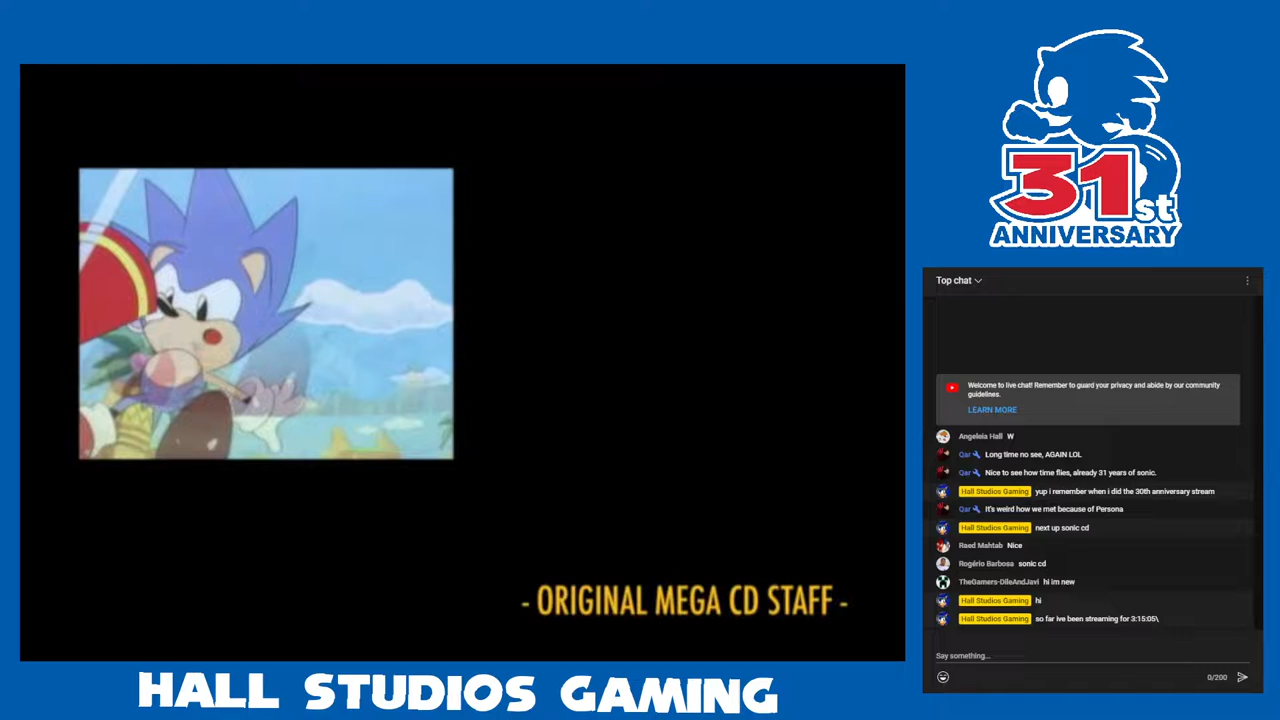 31st
ANNIVERSARY
Top chat
Welcome to live chat! Remember to guard your privacy and abide by our community
guidelines.
LEARN MORE
Angeleia Hall W
Qar Long time no see, AGAIN LOL
Qar Nice to see how time flies, already 31 years of sonic.
Hall Studios Gaming yup i remember when i did the 30th anniversary stream
Qar It's weird how we met because of Persona
Hall Studios Gaming next up sonic cd
Raed Mahtab Nice
Rogério Barbosa sonic cd
TheGamers-DileAndJavi hi im new
Hall Studios Gaming hi
Hall Studios Gaming so far ive been streaming for 3:15:05\
Say something...
0/200
- ORIGINAL MEGA CD STAFF -
HALL STUDIOS GAMING